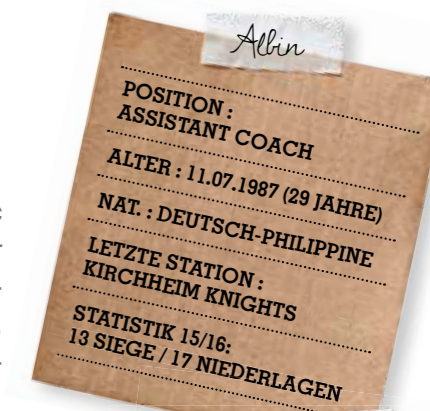 Albin
POSITION :
ASSISTANT COACH
ALTER : 11.07.1987 (29 JAHRE)
NAT. : DEUTSCH-PHILIPPINE
LETZTE STATION :
KIRCHHEIM KNIGHTS
STATISTIK 15/16:
13 SIEGE / 17 NIEDERLAGEN